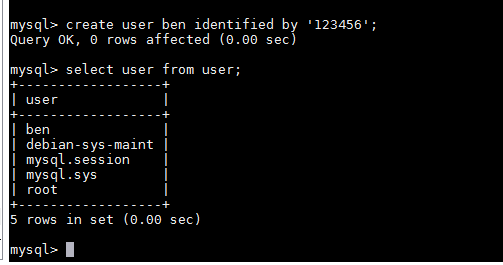 mysql> create user ben identified by '123456';
Query OK, 0 rows affected (0.00 sec)
mysql> select user from user;
+------------------+
| user             |
+------------------+
| ben              |
| debian-sys-maint |
| mysql.session    |
| mysql.sys        |
| root             |
+------------------+
5 rows in set (0.00 sec)
mysql>